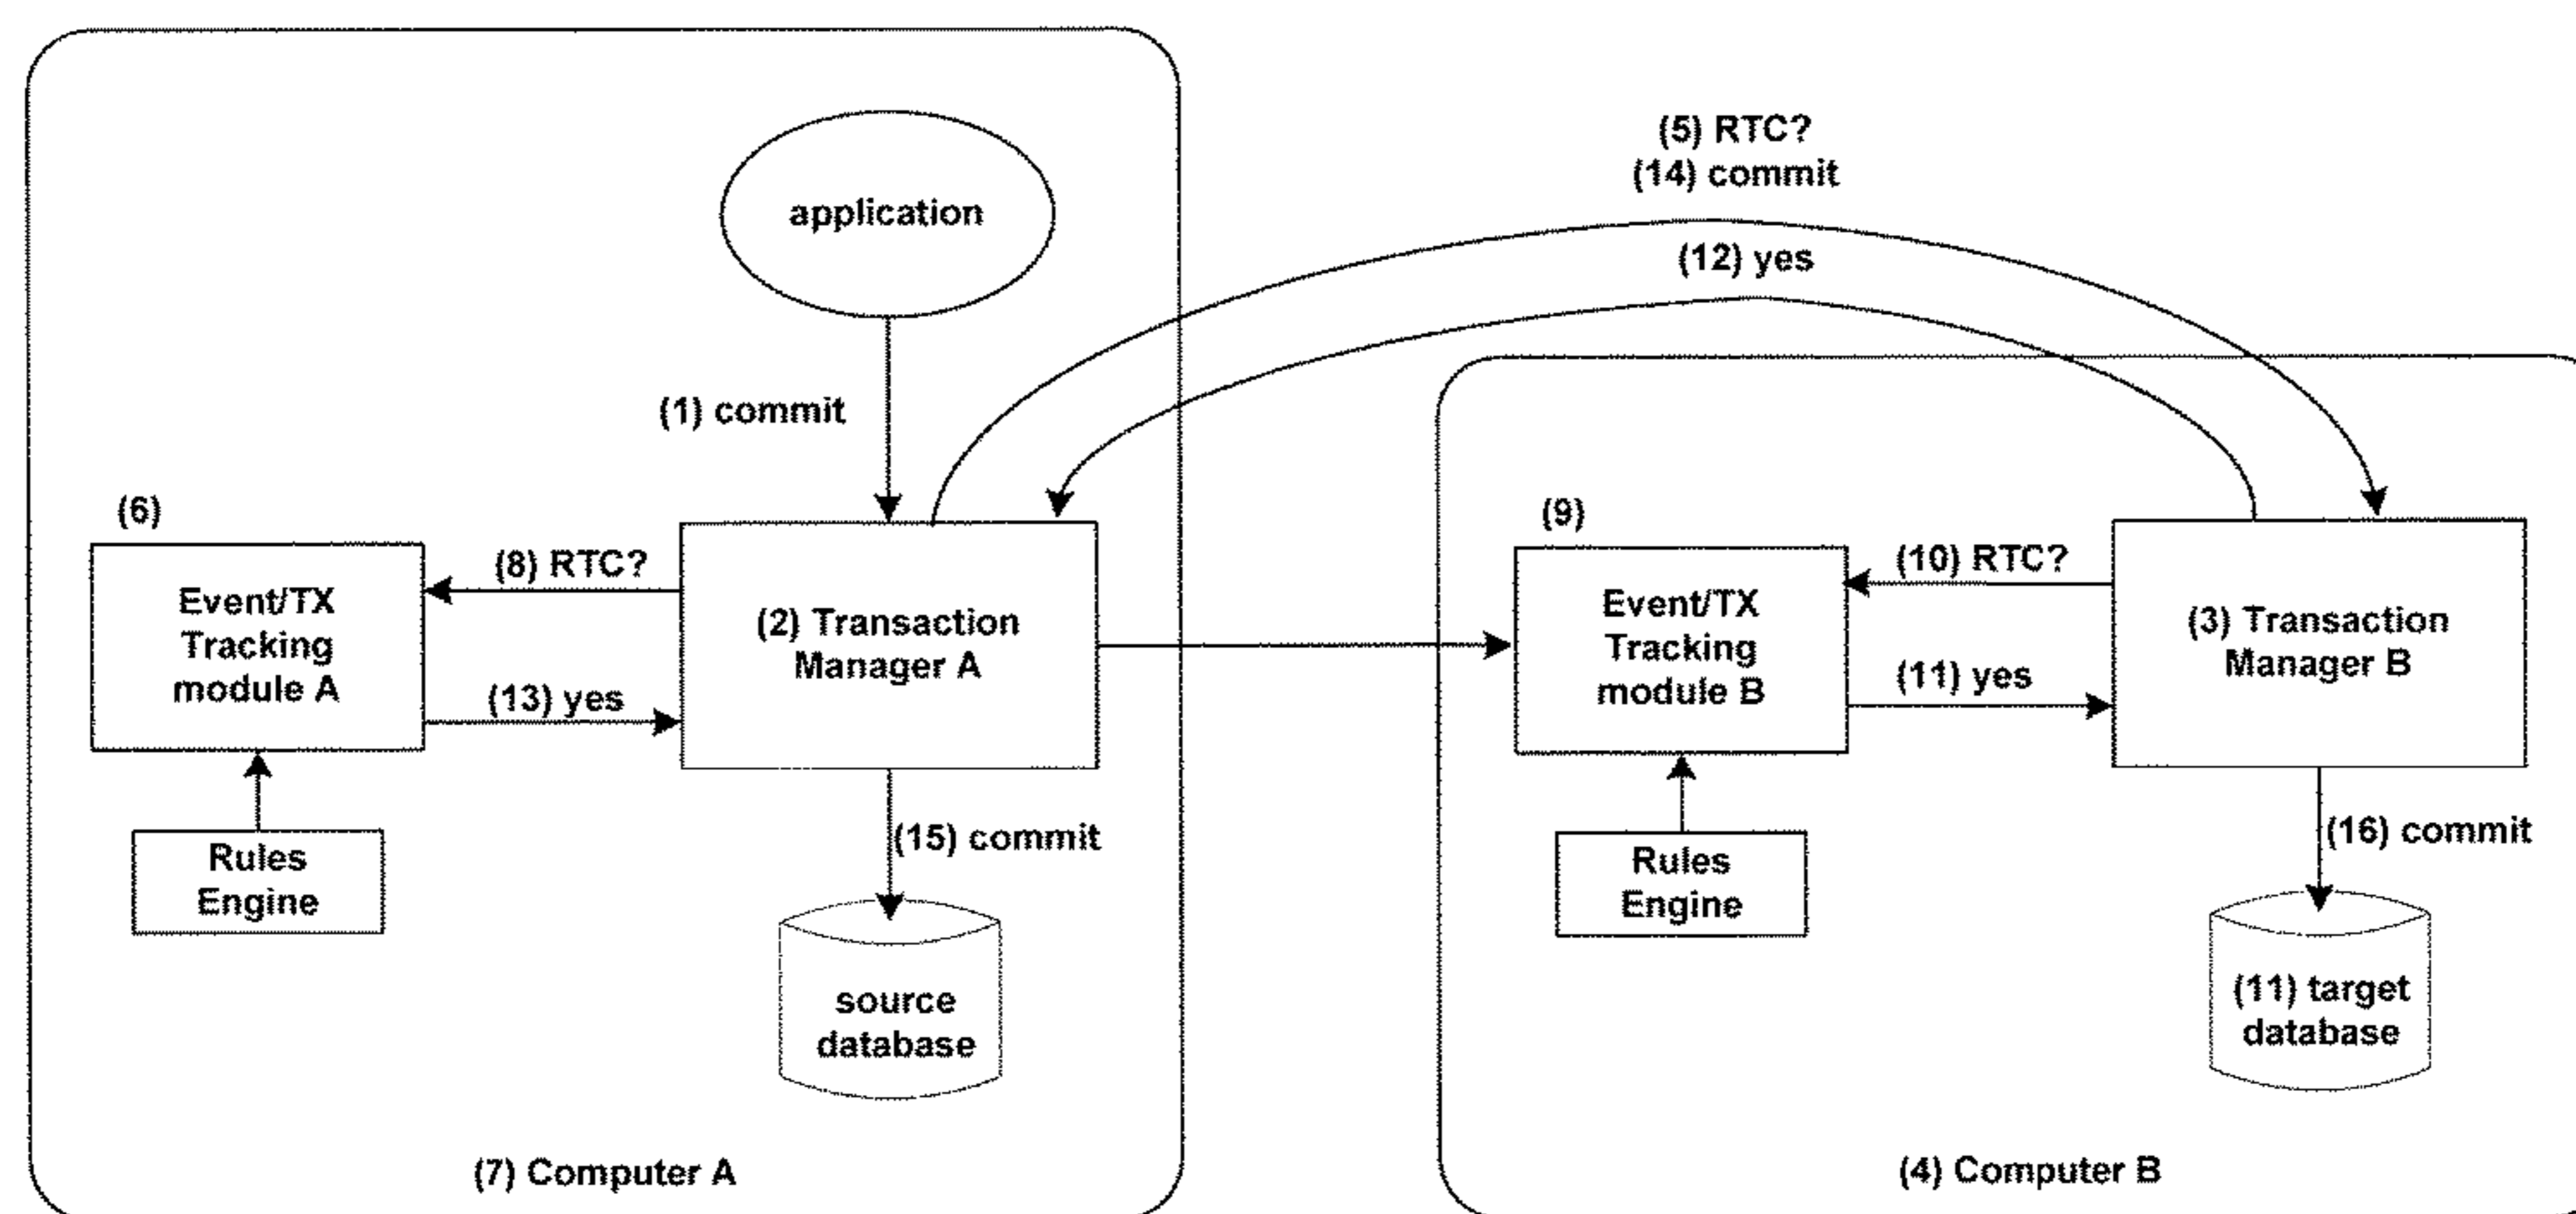 application
(5) RTC?
(14) commit
(12) yes
(1) commit
(6)
Event/TX
Tracking
module A
(8) RTC?
(13) yes
(2) Transaction
Manager A
Rules
Engine
(15) commit
source
database
(7) Computer A
(9)
Event/TX
Tracking
module B
(10) RTC?
(11) yes
(3) Transaction
Manager B
Rules
Engine
(16) commit
(11) target
database
(4) Computer B